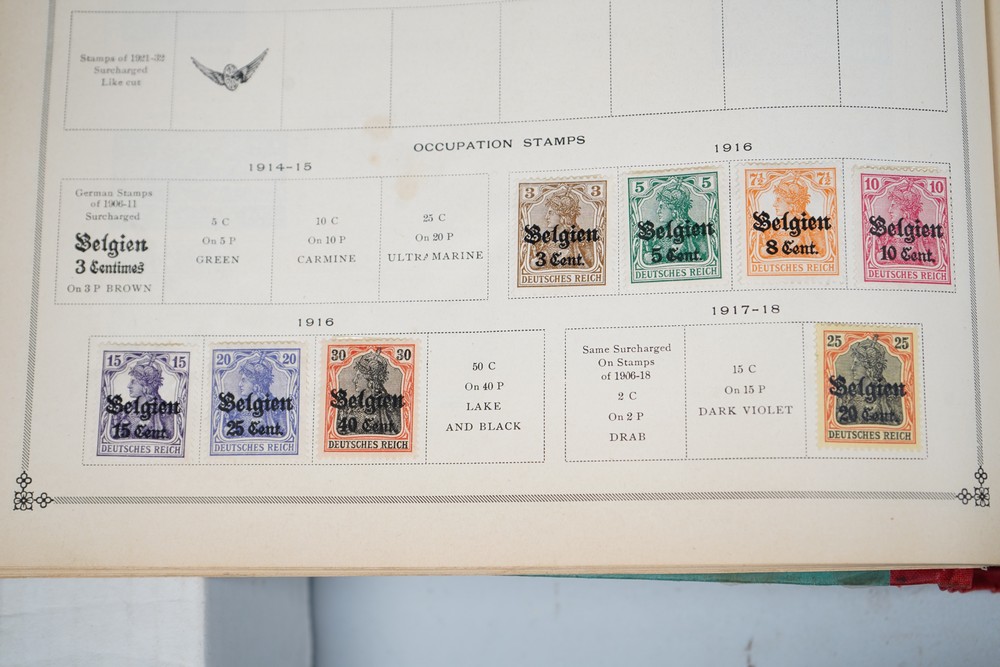 Stamps of 1921-32
Surcharged
Like cut
OCCUPATION STAMPS
1914-15
German Stamps
of 1906-11
Surcharged
Belgien
3 Centimes
On 3 P BROWN
5 C
On 5 P
GREEN
10 C
On 10 P
CARMINE
25 C
On 20 P
ULTRAMARINE
1916
3 3
Belgien
3 Cent.
DEUTSCHES REICH
5 5
Belgien
5 Cent.
DEUTSCHES REICH
7½ 7½
Belgien
8 Cent.
DEUTSCHES REICH
10 10
Belgien
10 Cent.
DEUTSCHES REICH
1916
15 15
Belgien
15 Cent.
DEUTSCHES REICH
20 20
Belgien
25 Cent.
DEUTSCHES REICH
30 30
Belgien
40 Cent.
DEUTSCHES REICH
50 C
On 40 P
LAKE
AND BLACK
1917-18
Same Surcharged
On Stamps
of 1906-18
2 C
On 2 P
DRAB
15 C
On 15 P
DARK VIOLET
25 25
Belgien
20 Cent.
DEUTSCHES REICH